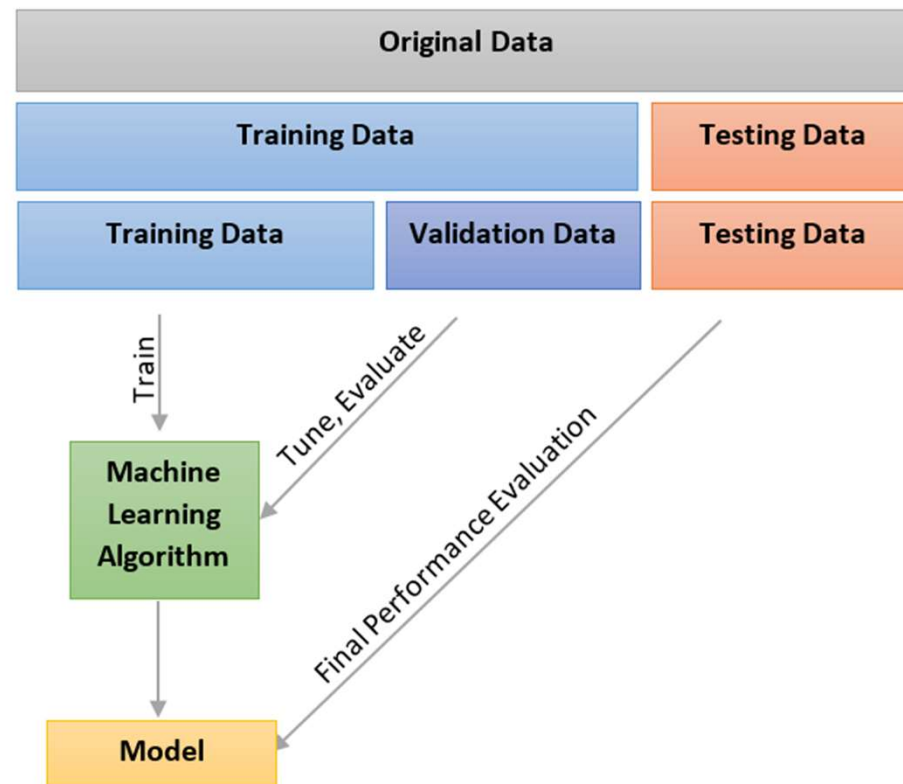 Original Data
Training Data
Testing Data
Training Data
Validation Data
Testing Data
Train
Tune, Evaluate
Final Performance Evaluation
Machine
Learning
Algorithm
Model